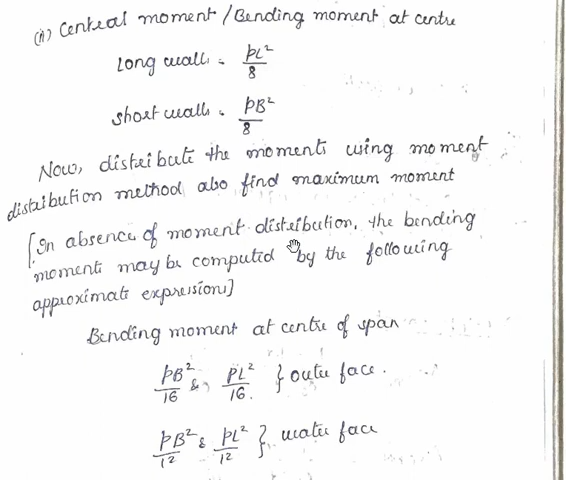 (ii) Central moment / Bending moment at centre
Long wall = pL²/8
short wall = pB²/8
Now, distribute the moments using moment
distribution method also find maximum moment
[In absence of moment distribution, the bending
moments may be computed by the following
approximate expressions]
Bending moment at centre of span
pB²/16 & pL²/16. } outer face.
pB²/12 & pL²/12 } water face